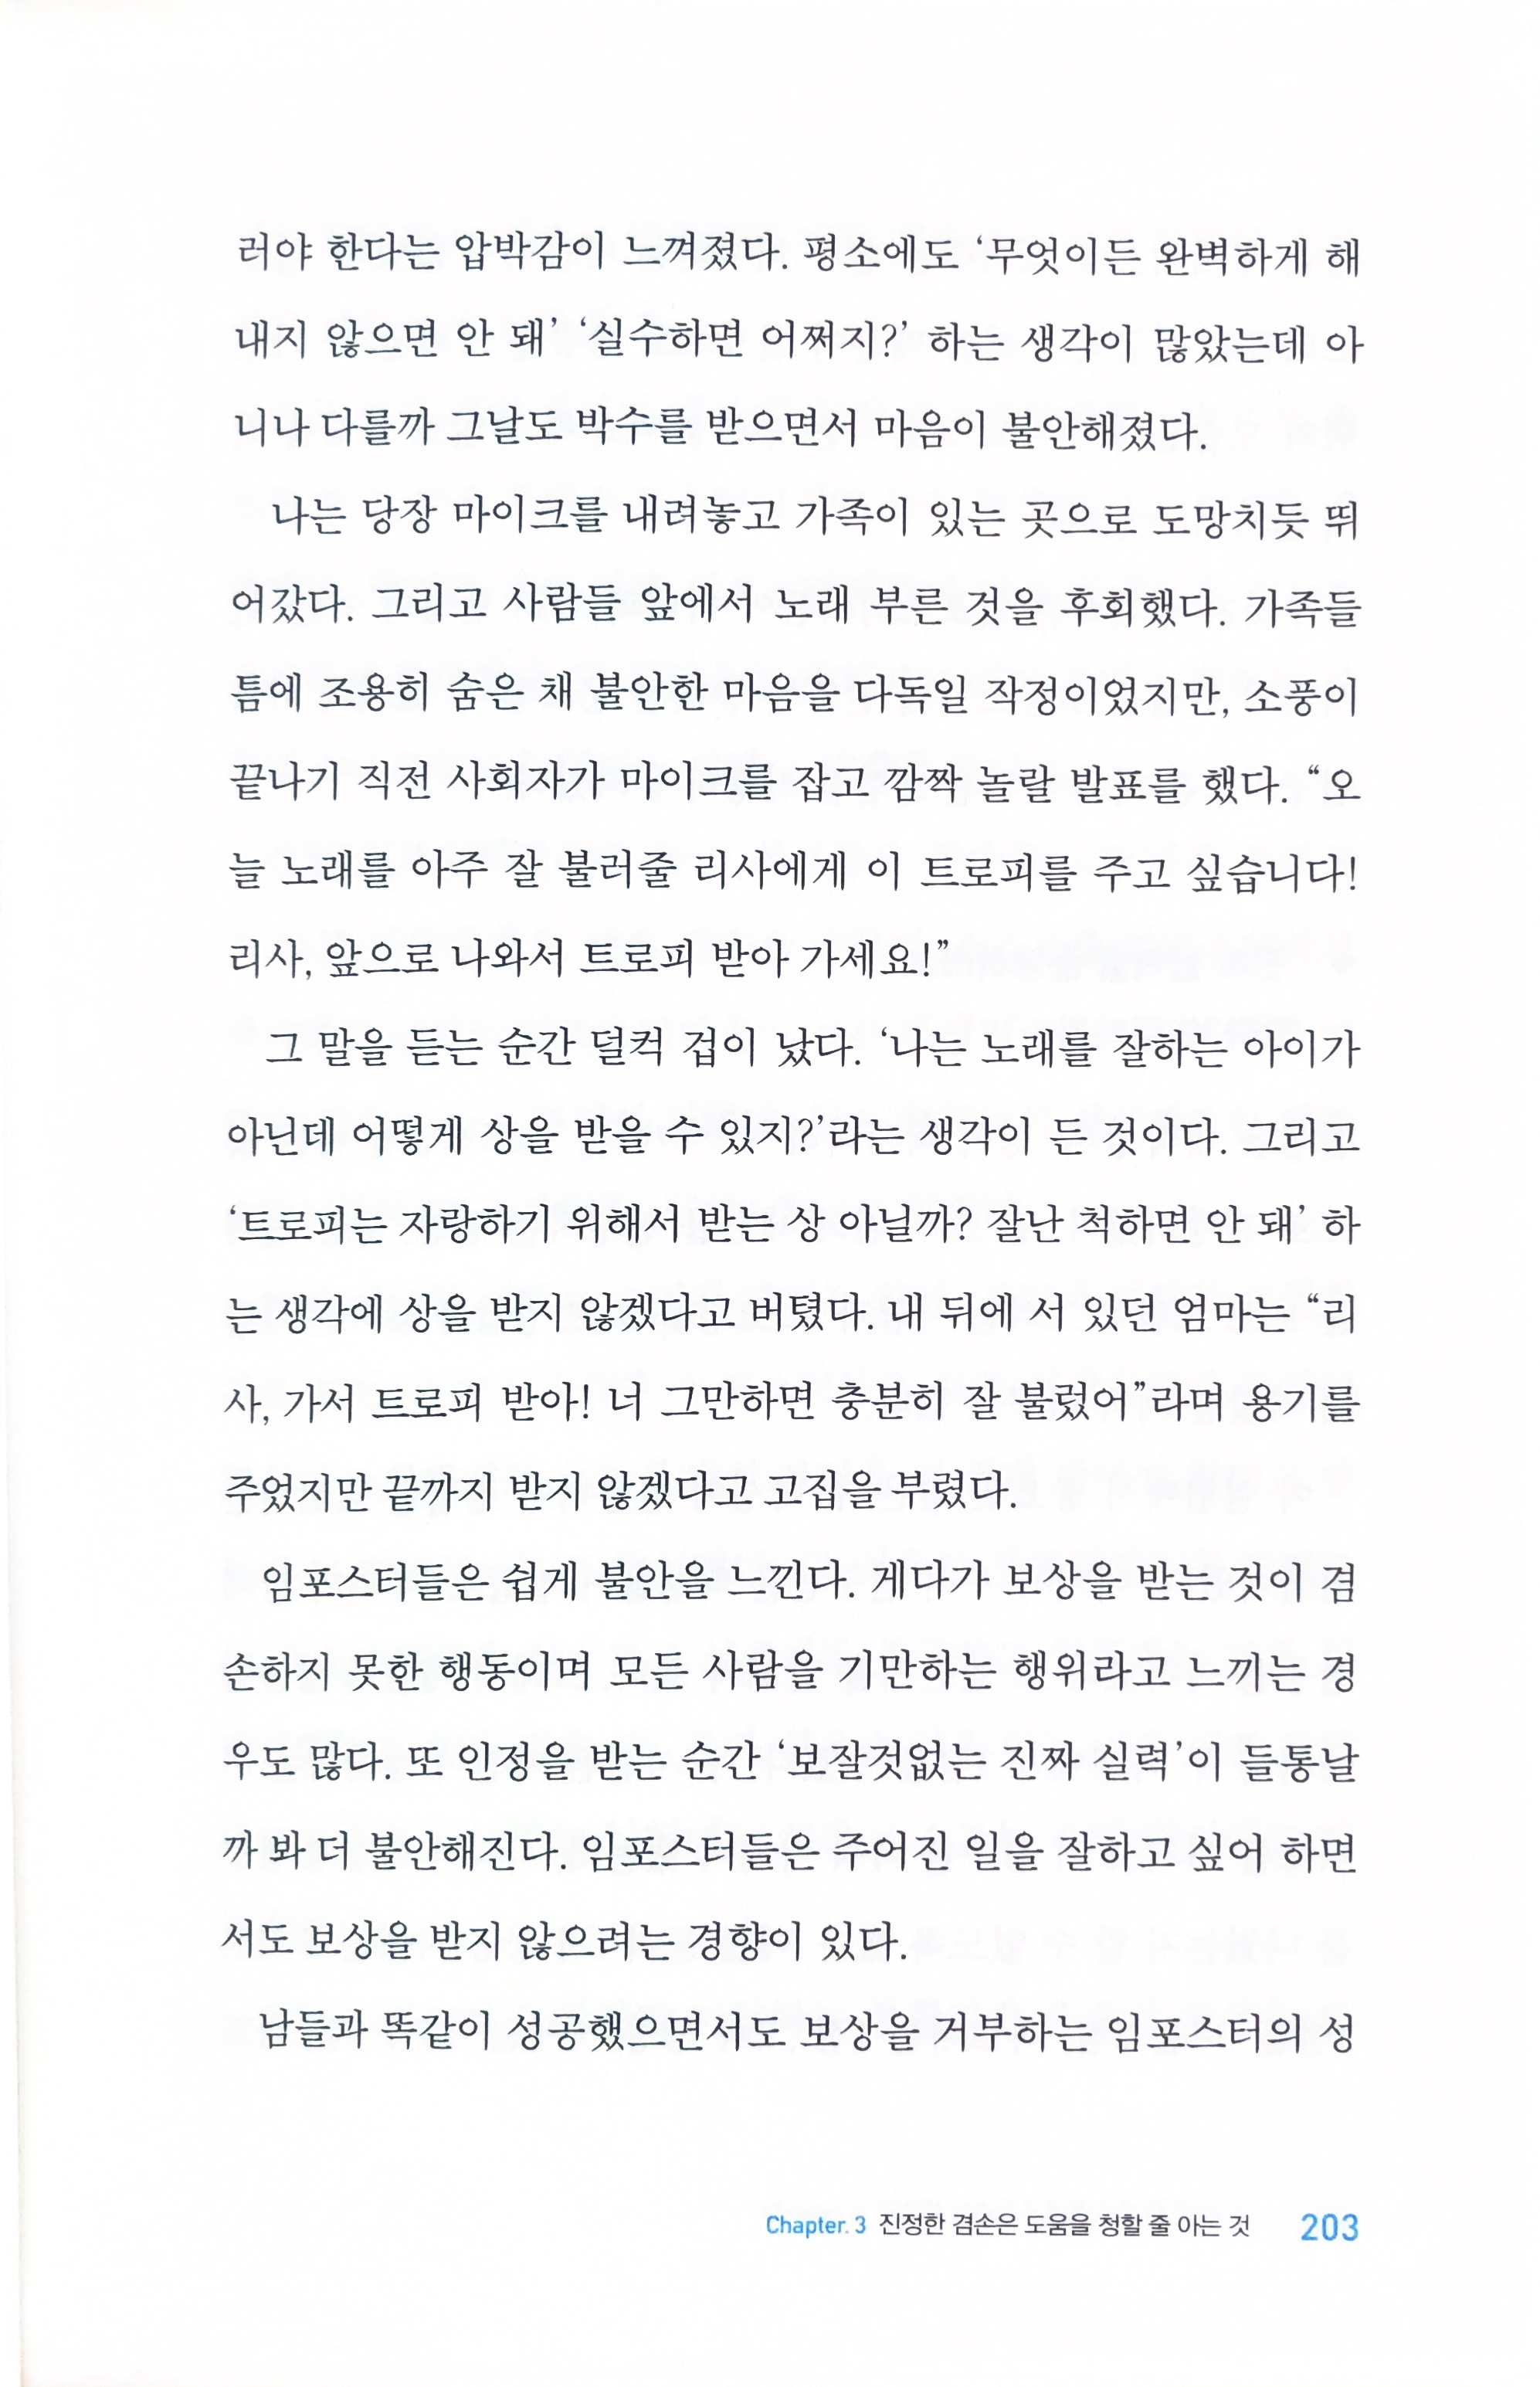 러야 한다는 압박감이 느껴졌다. 평소에도 ‘무엇이든 완벽하게 해
내지 않으면 안 돼’ ‘실수하면 어쩌지?’ 하는 생각이 많았는데 아
니나 다를까 그날도 박수를 받으면서 마음이 불안해졌다.
나는 당장 마이크를 내려놓고 가족이 있는 곳으로 도망치듯 뛰
어갔다. 그리고 사람들 앞에서 노래 부른 것을 후회했다. 가족들
틈에 조용히 숨은 채 불안한 마음을 다독일 작정이었지만, 소풍이
끝나기 직전 사회자가 마이크를 잡고 깜짝 놀랄 발표를 했다. “오
늘 노래를 아주 잘 불러줄 리사에게 이 트로피를 주고 싶습니다!
리사, 앞으로 나와서 트로피 받아 가세요!”
그 말을 듣는 순간 덜컥 겁이 났다. ‘나는 노래를 잘하는 아이가
아닌데 어떻게 상을 받을 수 있지?’라는 생각이 든 것이다. 그리고
‘트로피는 자랑하기 위해서 받는 상 아닐까? 잘난 척하면 안 돼’ 하
는 생각에 상을 받지 않겠다고 버텼다. 내 뒤에 서 있던 엄마는 “리
사, 가서 트로피 받아! 너 그만하면 충분히 잘 불렀어”라며 용기를
주었지만 끝까지 받지 않겠다고 고집을 부렸다.
임포스터들은 쉽게 불안을 느낀다. 게다가 보상을 받는 것이 겸
손하지 못한 행동이며 모든 사람을 기만하는 행위라고 느끼는 경
우도 많다. 또 인정을 받는 순간 ‘보잘것없는 진짜 실력’이 들통날
까 봐 더 불안해진다. 임포스터들은 주어진 일을 잘하고 싶어 하면
서도 보상을 받지 않으려는 경향이 있다.
남들과 똑같이 성공했으면서도 보상을 거부하는 임포스터의 성
Chapter. 3 진정한 겸손은 도움을 청할 줄 아는 것 203